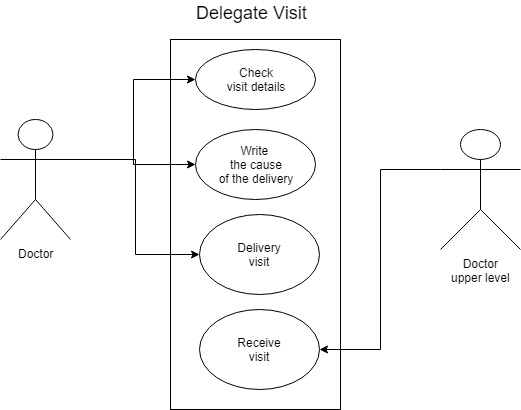 Delegate Visit
Check
visit details
Write
the cause
of the delivery
Delivery
visit
Receive
visit
Doctor
Doctor
upper level